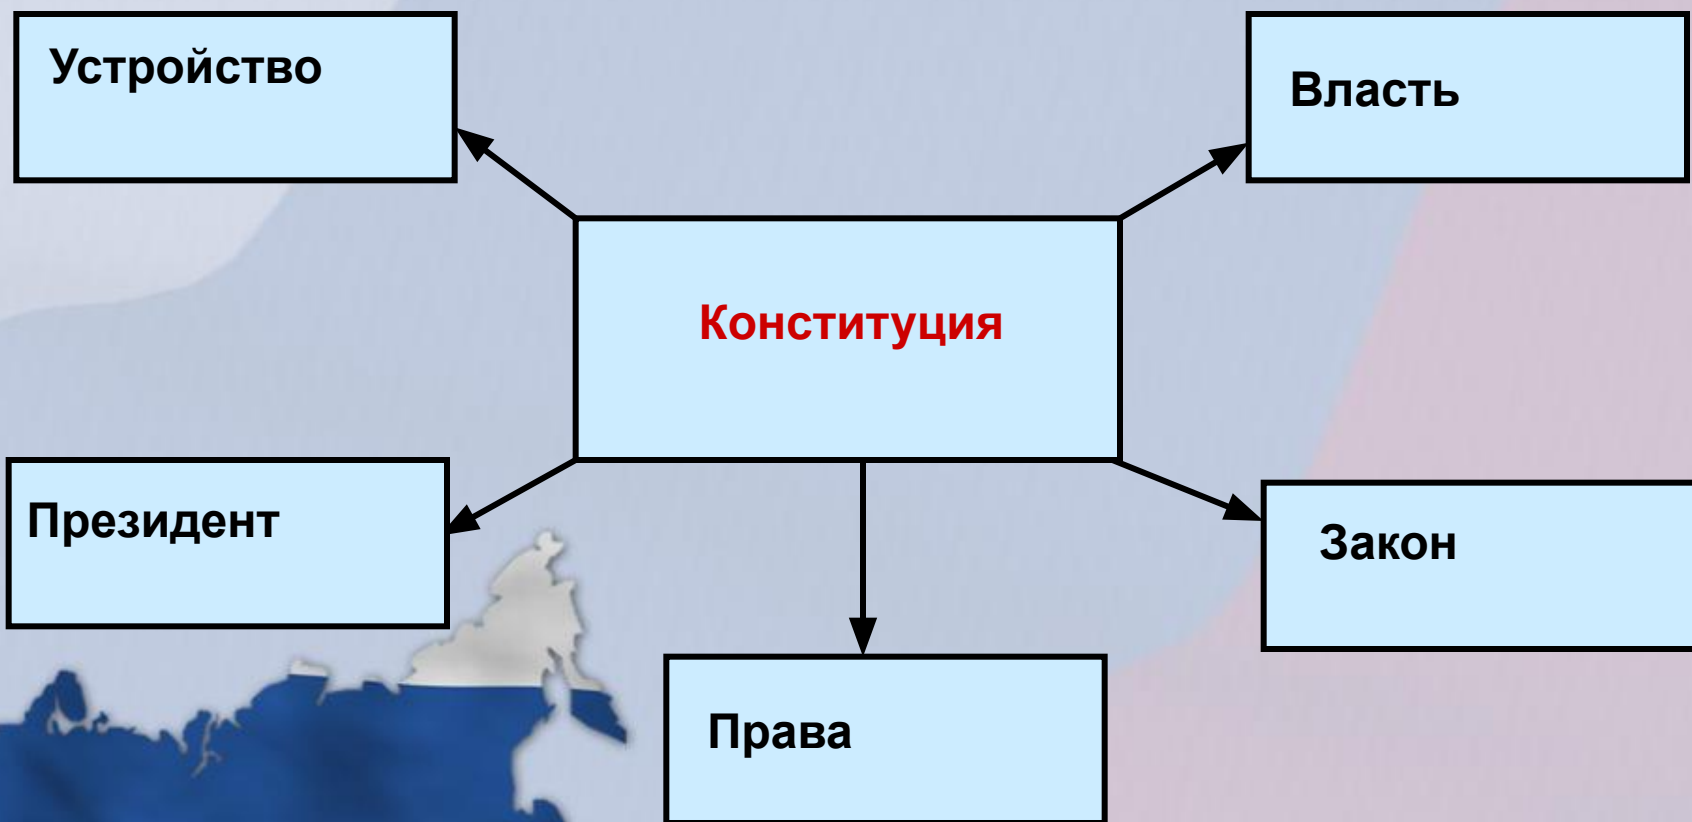 Устройство
Власть
Конституция
Президент
Закон
Права